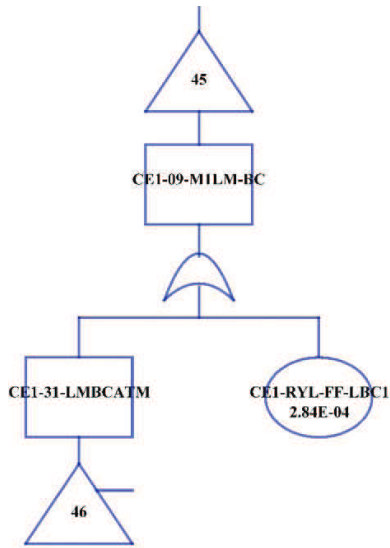 45
CE1-09-M1LM-BC
CE1-31-LMBCATM
CE1-RYL-FF-LBC1
2.84E-04
46